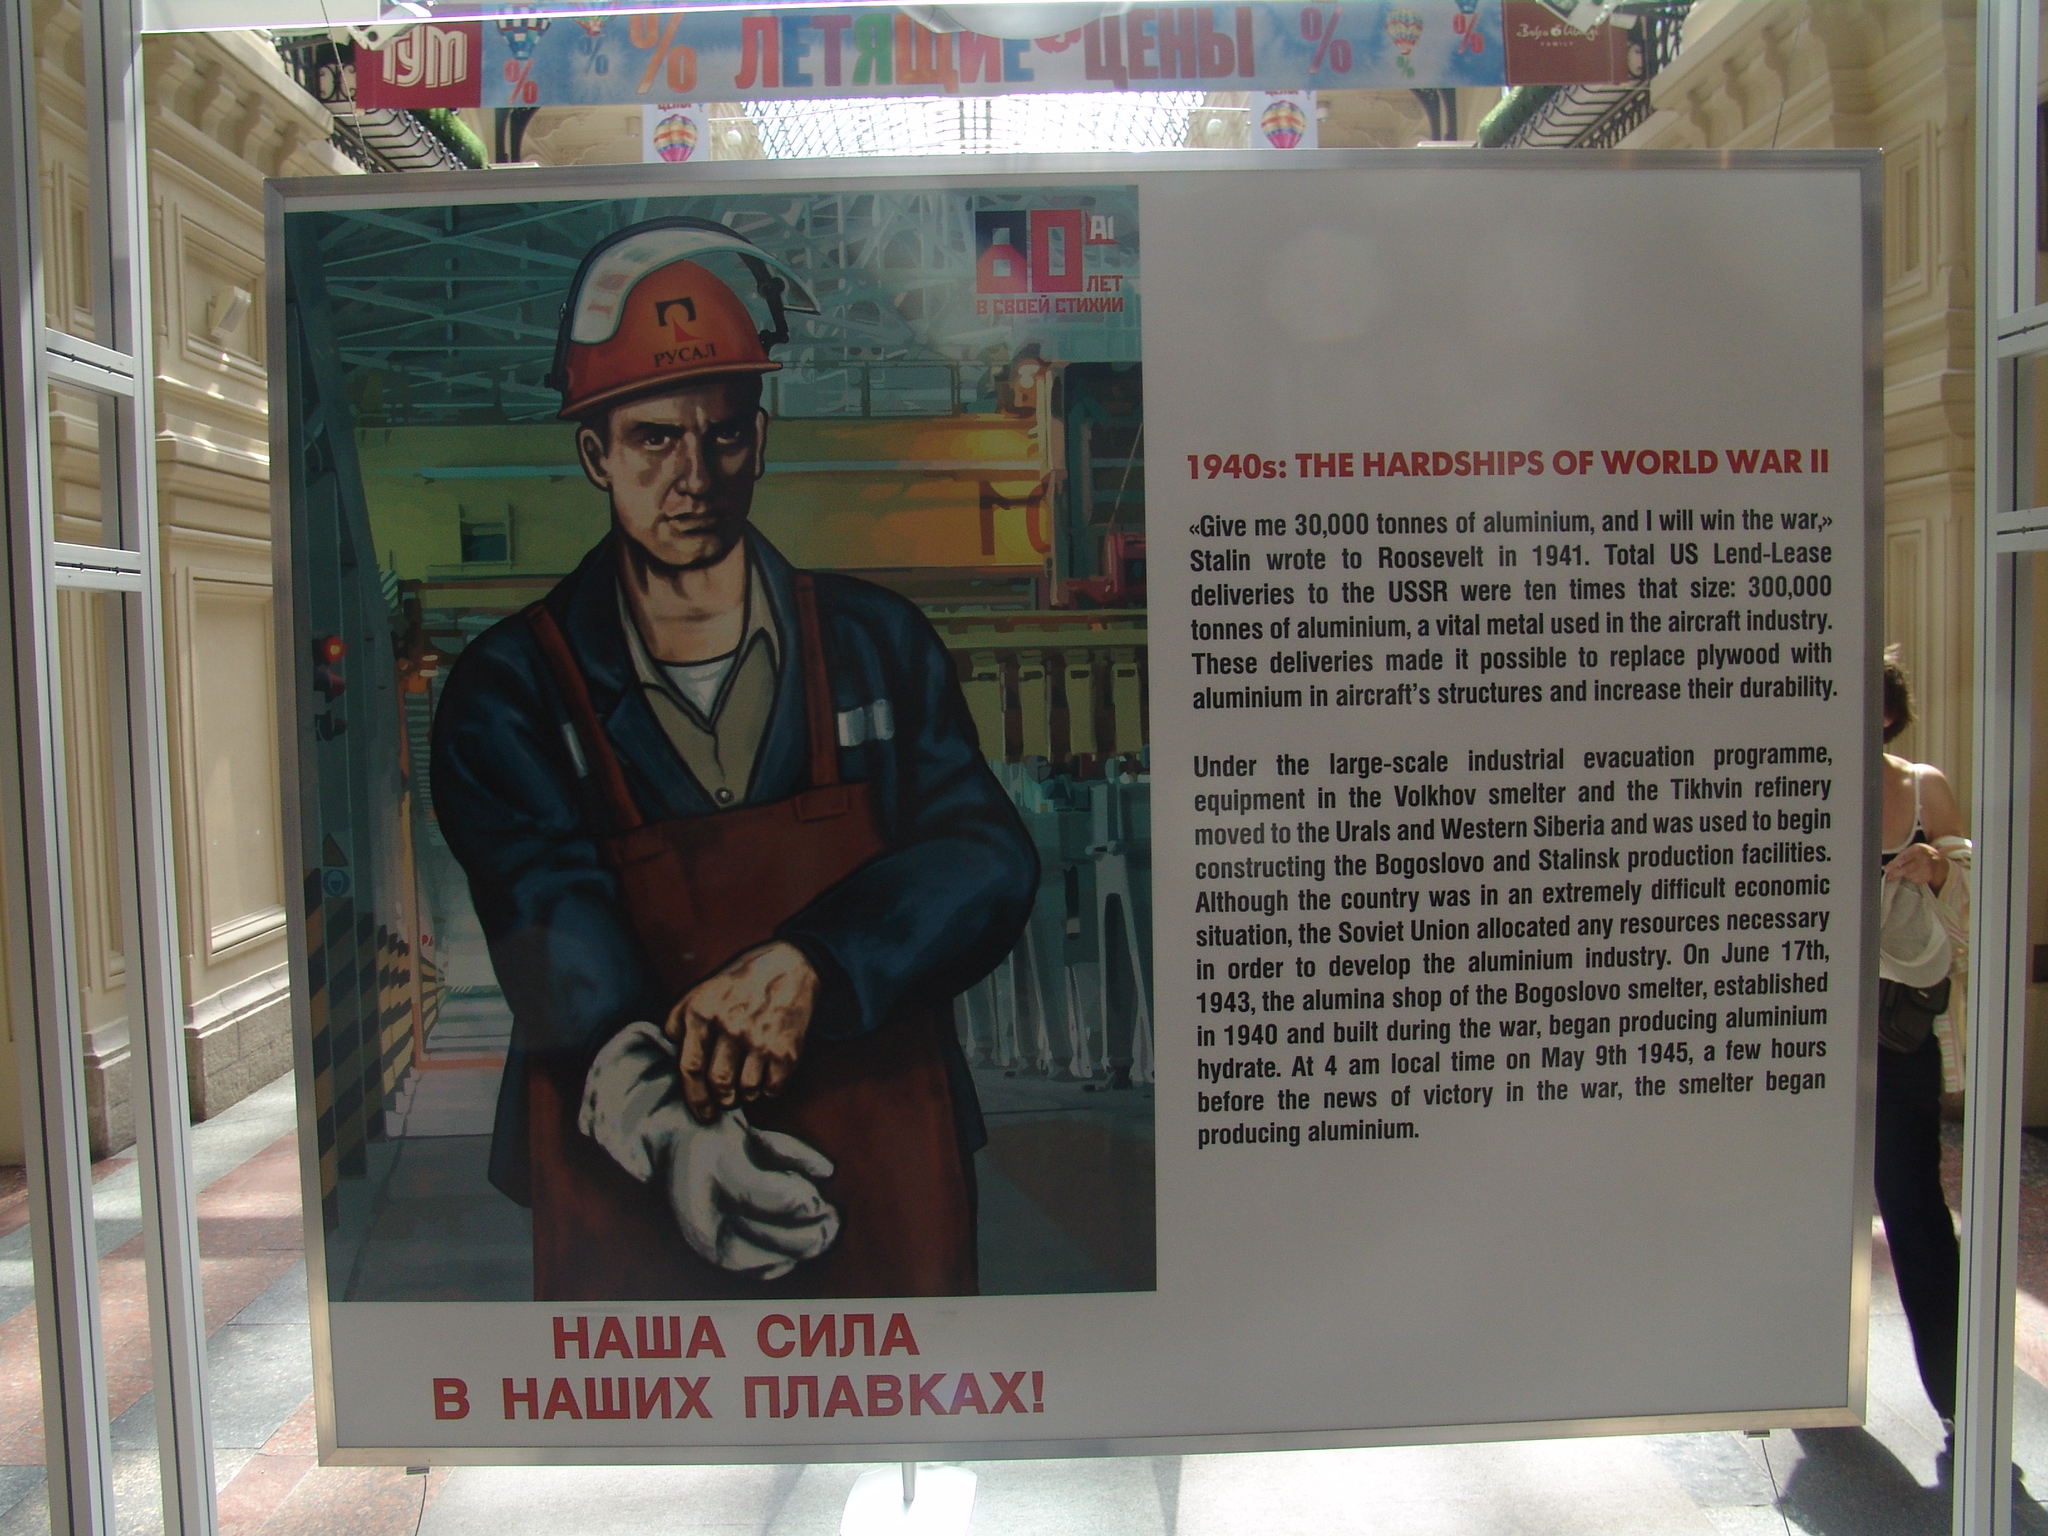 ГУМ % % ЛЕТЯЩИЕ ЦЕНЫ % %
80 Al
ЛЕТ
В СВОЕЙ СТИХИИ
РУСАЛ
НАША СИЛА
В НАШИХ ПЛАВКАХ!
1940s: THE HARDSHIPS OF WORLD WAR II
«Give me 30,000 tonnes of aluminium, and I will win the war,»
Stalin wrote to Roosevelt in 1941. Total US Lend-Lease
deliveries to the USSR were ten times that size: 300,000
tonnes of aluminium, a vital metal used in the aircraft industry.
These deliveries made it possible to replace plywood with
aluminium in aircraft's structures and increase their durability.
Under the large-scale industrial evacuation programme,
equipment in the Volkhov smelter and the Tikhvin refinery
moved to the Urals and Western Siberia and was used to begin
constructing the Bogoslovo and Stalinsk production facilities.
Although the country was in an extremely difficult economic
situation, the Soviet Union allocated any resources necessary
in order to develop the aluminium industry. On June 17th,
1943, the alumina shop of the Bogoslovo smelter, established
in 1940 and built during the war, began producing aluminium
hydrate. At 4 am local time on May 9th 1945, a few hours
before the news of victory in the war, the smelter began
producing aluminium.